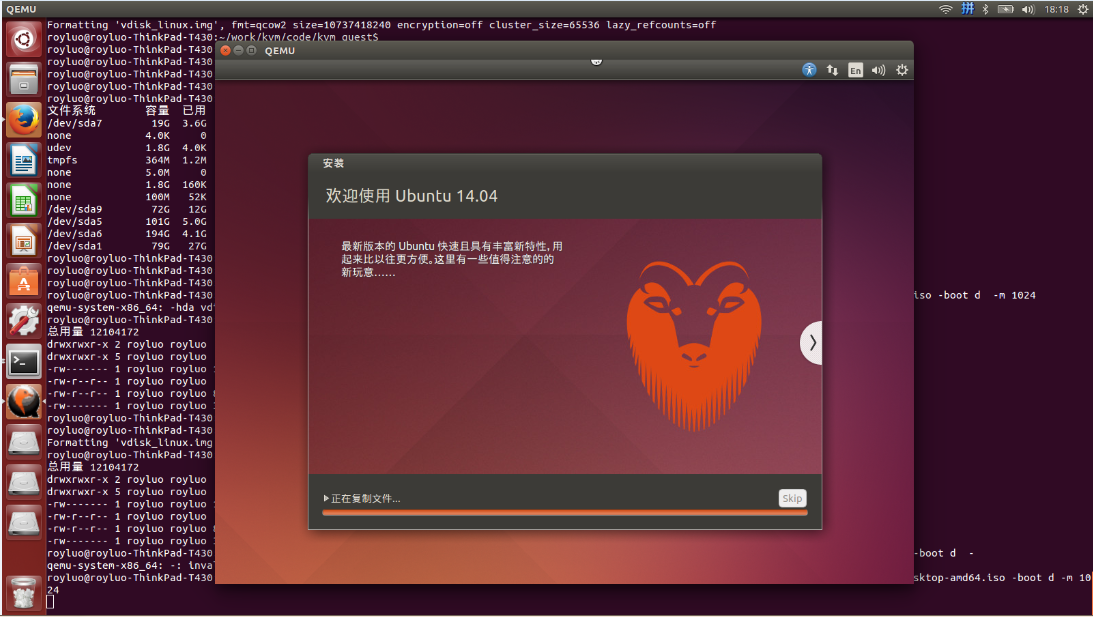 QEMU
18:18
Formatting 'vdisk_linux.img', fmt=qcow2 size=10737418240 encryption=off cluster_size=65536 lazy_refcounts=off
royluo@royluo-ThinkPad-T430:~/work/kvm/code/kvm_guest$
royluo@royluo-ThinkPad-T430
royluo@royluo-ThinkPad-T430
royluo@royluo-ThinkPad-T430
royluo@royluo-ThinkPad-T430
royluo@royluo-ThinkPad-T430
文件系统 容量 已用
/dev/sda7 19G 3.6G
none 4.0K 0
udev 1.8G 4.0K
tmpfs 364M 1.2M
none 5.0M 0
none 1.8G 160K
none 100M 52K
/dev/sda9 72G 12G
/dev/sda5 101G 5.0G
/dev/sda6 194G 4.1G
/dev/sda1 79G 27G
royluo@royluo-ThinkPad-T430
royluo@royluo-ThinkPad-T430
royluo@royluo-ThinkPad-T430
royluo@royluo-ThinkPad-T430 iso -boot d -m 1024
qemu-system-x86_64: -hda vd
royluo@royluo-ThinkPad-T430
总用量 12104172
drwxrwxr-x 2 royluo royluo
drwxrwxr-x 5 royluo royluo
-rw------- 1 royluo royluo
-rw-r--r-- 1 royluo royluo
-rw-r--r-- 1 royluo royluo
-rw------- 1 royluo royluo
royluo@royluo-ThinkPad-T430
royluo@royluo-ThinkPad-T430
Formatting 'vdisk_linux.img
royluo@royluo-ThinkPad-T430
总用量 12104172
drwxrwxr-x 2 royluo royluo
drwxrwxr-x 5 royluo royluo
-rw------- 1 royluo royluo
-rw-r--r-- 1 royluo royluo
-rw-r--r-- 1 royluo royluo
-rw------- 1 royluo royluo
royluo@royluo-ThinkPad-T430 -boot d -
qemu-system-x86_64: -: inva
royluo@royluo-ThinkPad-T430 sktop-amd64.iso -boot d -m 10
24
QEMU
En
安装
欢迎使用 Ubuntu 14.04
最新版本的 Ubuntu 快速且具有丰富新特性, 用
起来比以往更方便。这里有一些值得注意的的
新玩意……
正在复制文件...
Skip